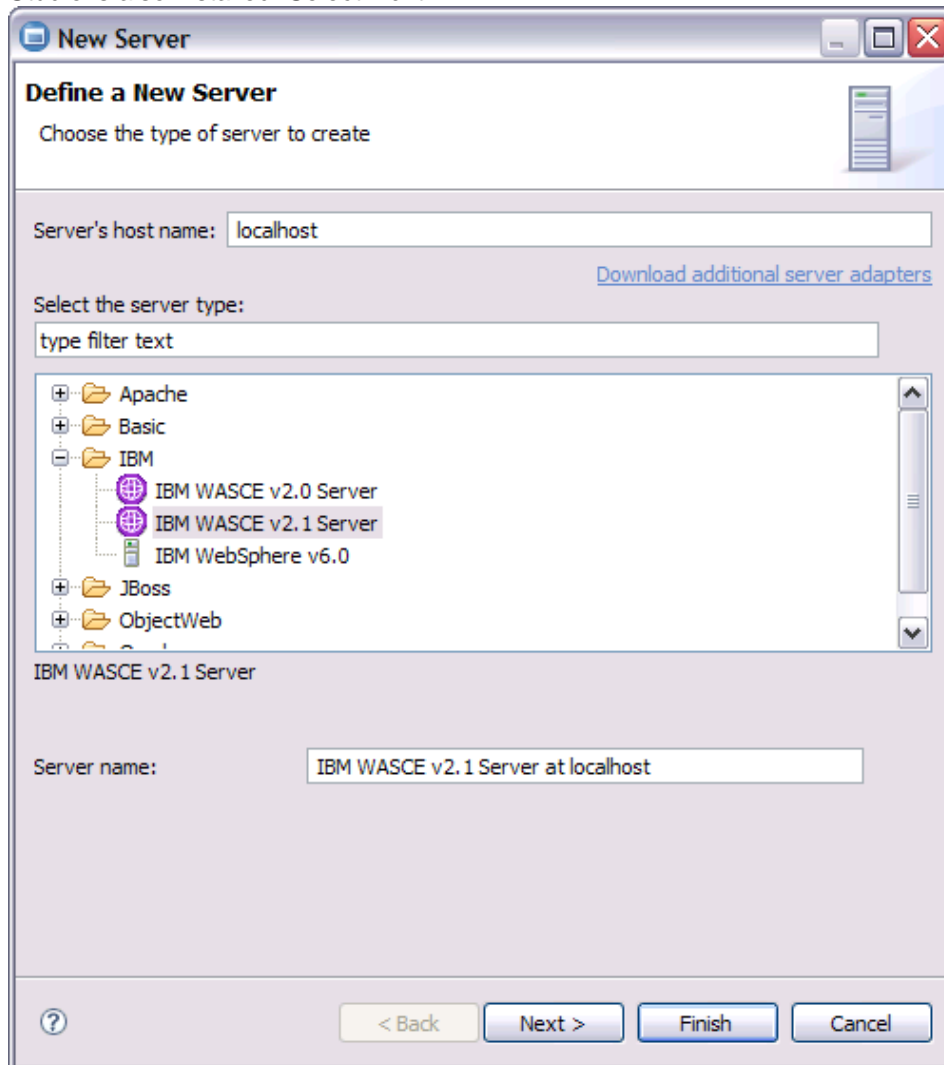 New Server
Define a New Server
Choose the type of server to create
Server's host name: localhost
Download additional server adapters
Select the server type:
type filter text
Apache
Basic
IBM
IBM WASCE v2.0 Server
IBM WASCE v2.1 Server
IBM WebSphere v6.0
JBoss
ObjectWeb
IBM WASCE v2.1 Server
Server name: IBM WASCE v2.1 Server at localhost
< Back Next > Finish Cancel